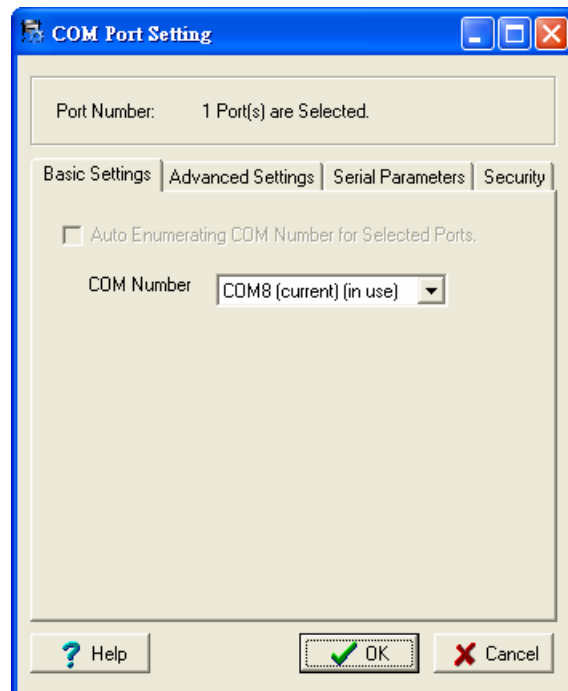 COM Port Setting
Port Number: 1 Port(s) are Selected.
Basic Settings Advanced Settings Serial Parameters Security
Auto Enumerating COM Number for Selected Ports.
COM Number COM8 (current) (in use)
? Help OK Cancel